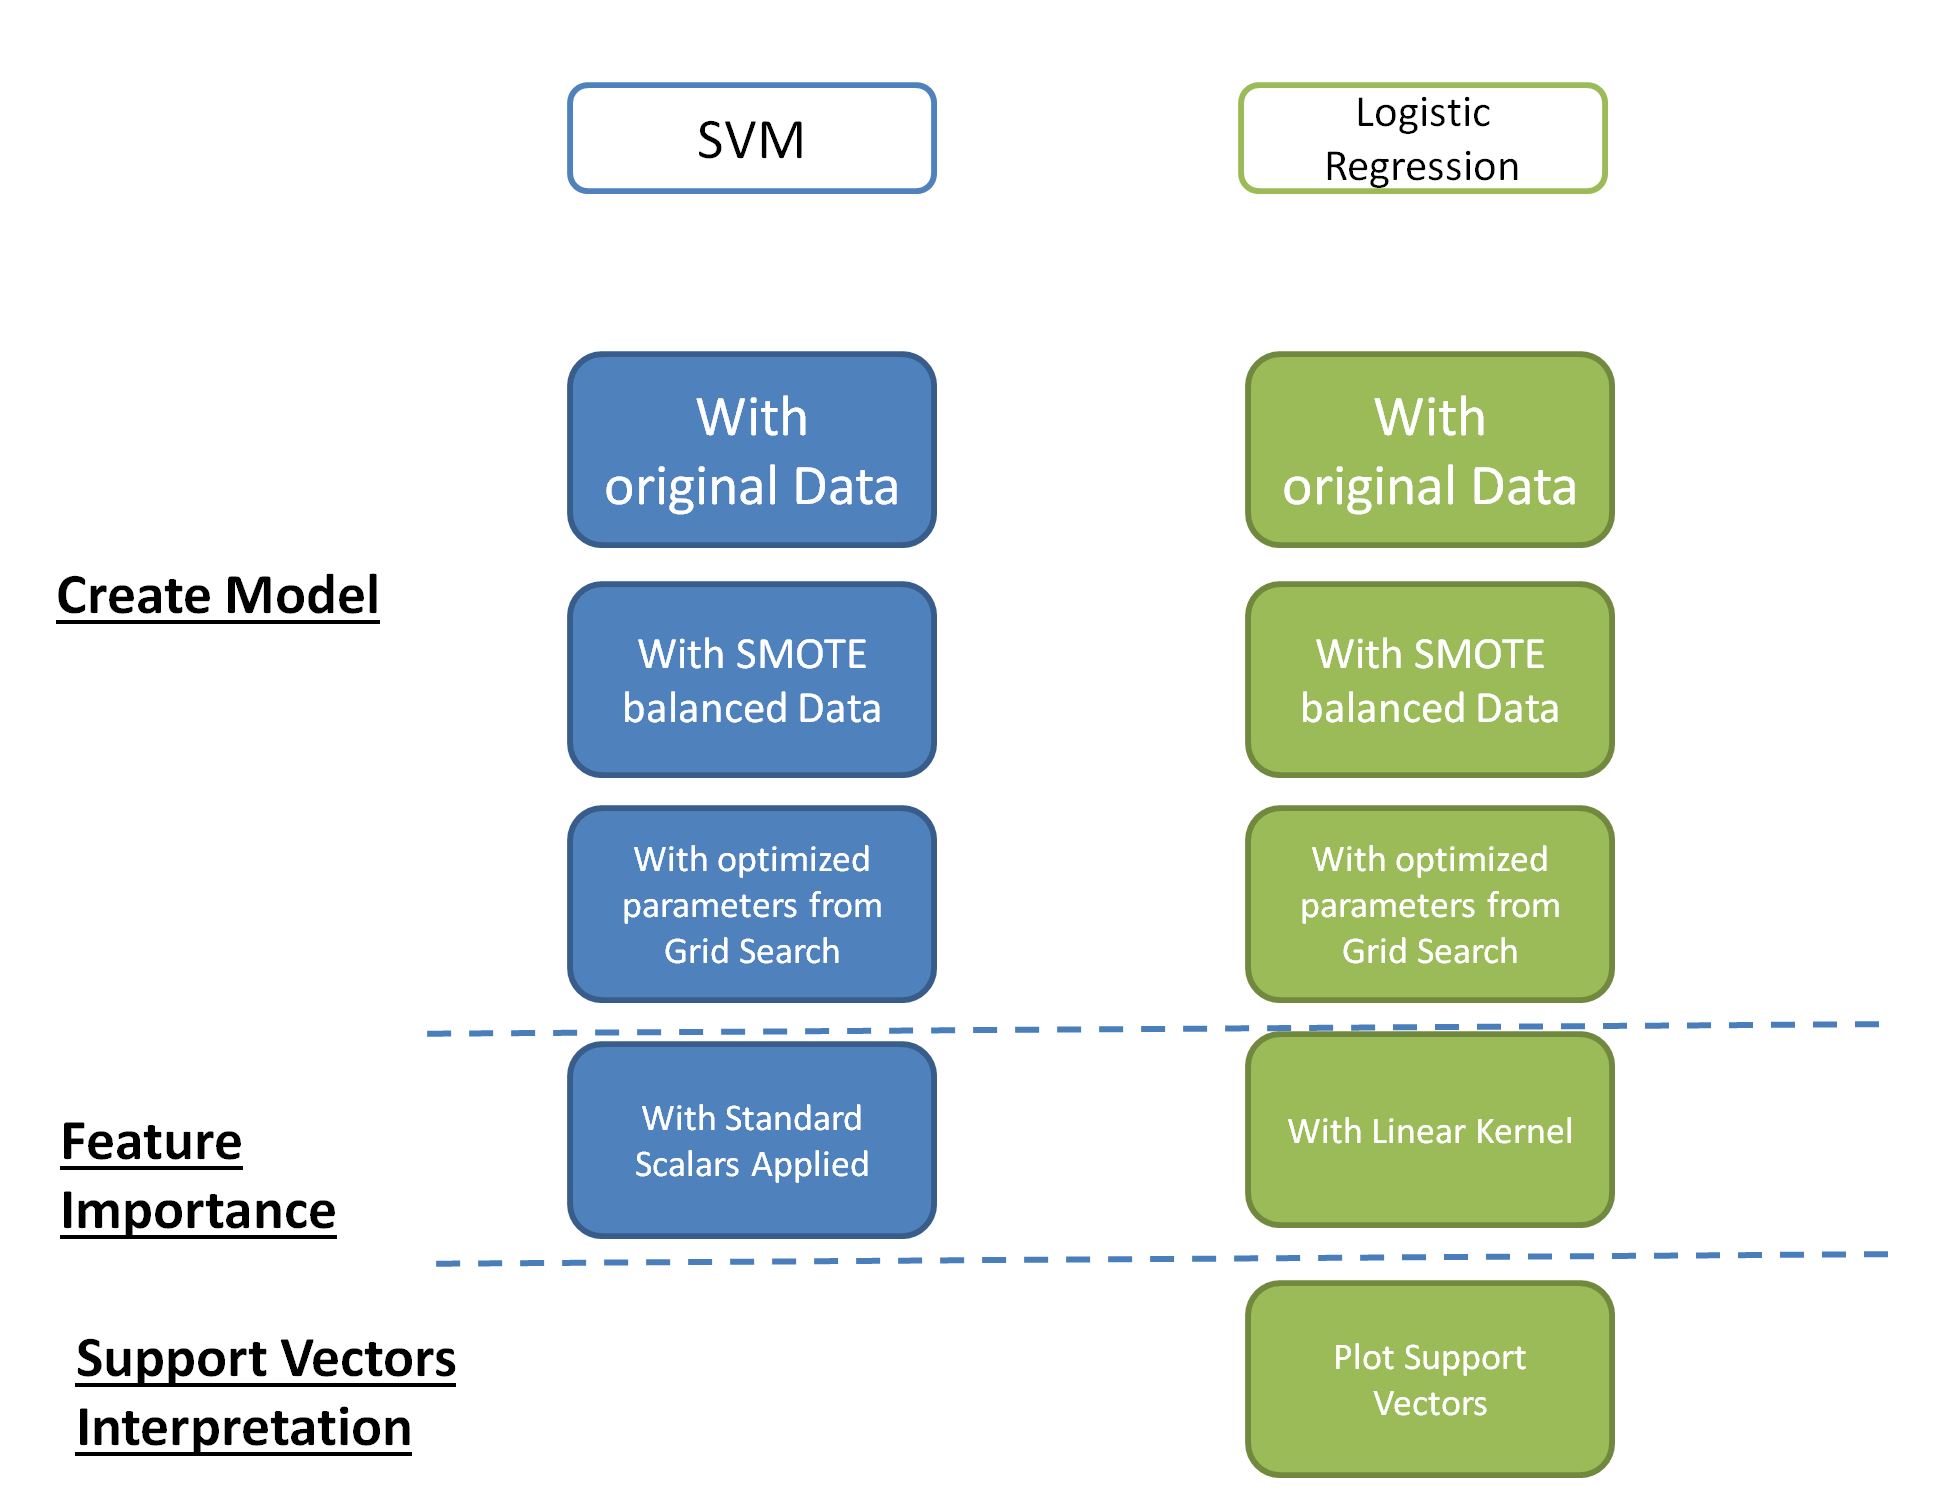 SVM
Logistic
Regression
With
original Data
With
original Data
Create Model
With SMOTE
balanced Data
With SMOTE
balanced Data
With optimized
parameters from
Grid Search
With optimized
parameters from
Grid Search
Feature
Importance
With Standard
Scalars Applied
With Linear Kernel
Support Vectors
Interpretation
Plot Support
Vectors